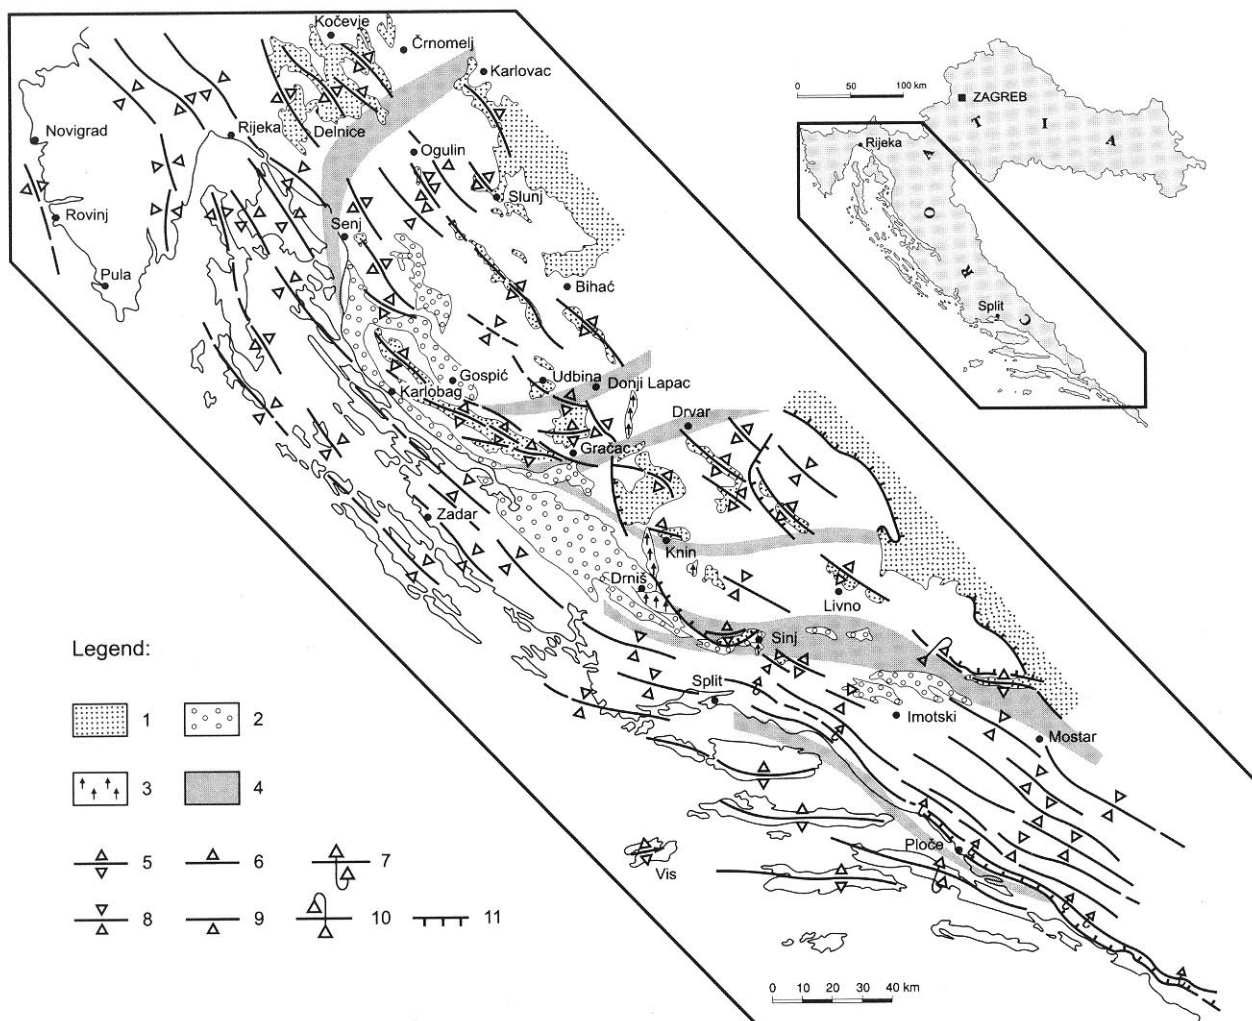 Kočevje
Črnomelj
Karlovac
Novigrad
Rijeka
Delnice
Ogulin
Slunj
Rovinj
Senj
Pula
Bihać
Gospić
Udbina
Donji Lapac
Karlobag
Drvar
Gračac
Zadar
Knin
Drniš
Livno
Sinj
Split
Imotski
Mostar
Ploče
Vis
0 50 100 km
ZAGREB
Rijeka
Split
C R O A T I A
Legend:
1 2
3 4
5 6 7
8 9 10 11
0 10 20 30 40 km